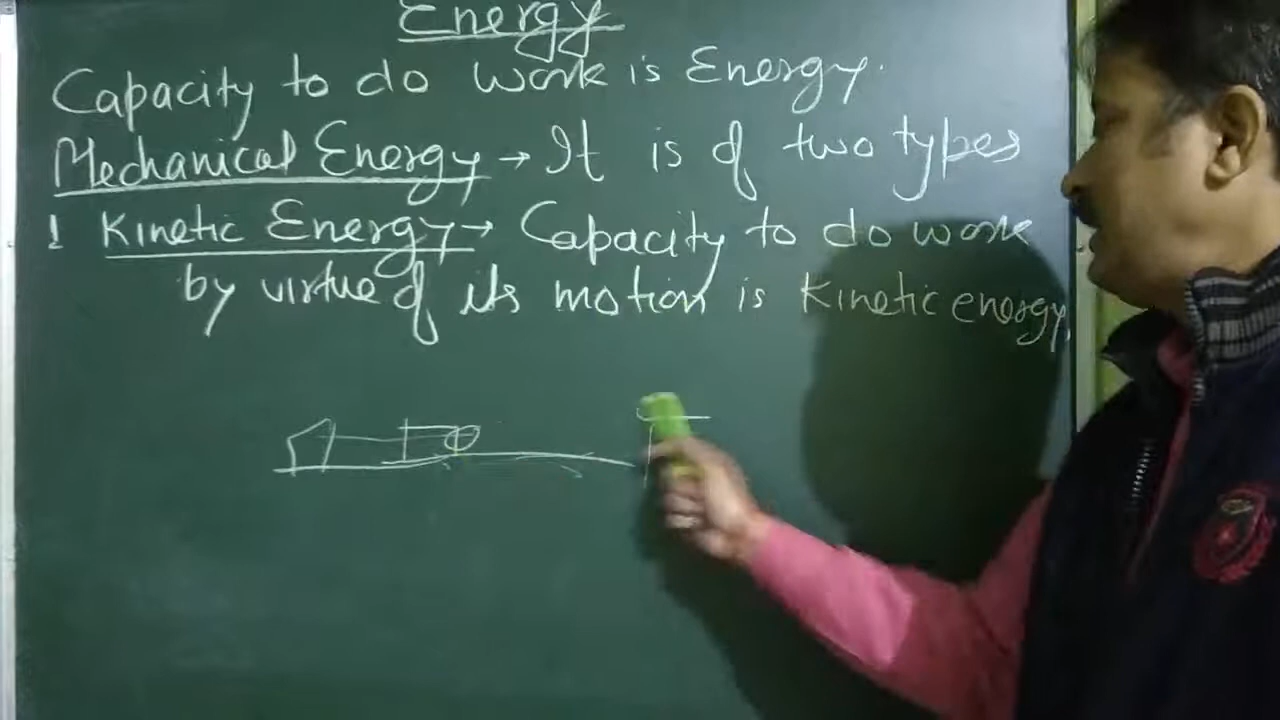 Energy
Capacity to do work is Energy.
Mechanical Energy → It is of two types
1 Kinetic Energy → Capacity to do work
by virtue of its motion is kinetic energy.